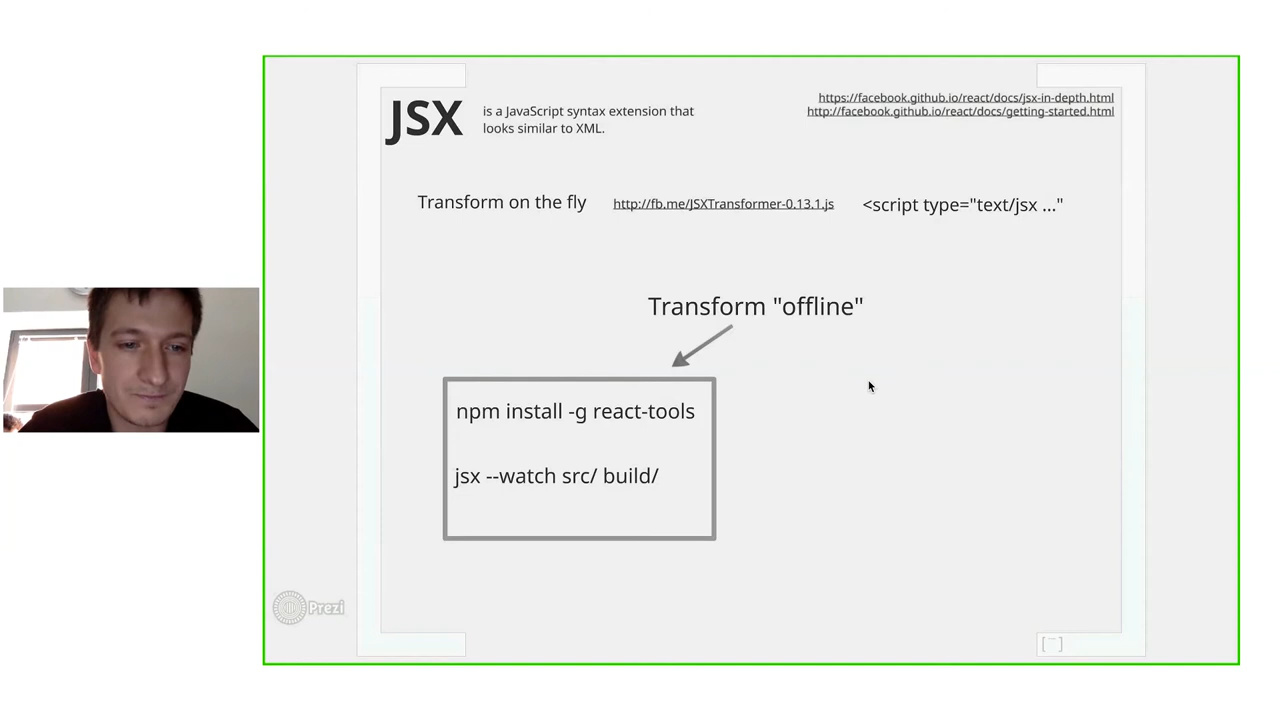 JSX
is a JavaScript syntax extension that
looks similar to XML.
https://facebook.github.io/react/docs/jsx-in-depth.html
http://facebook.github.io/react/docs/getting-started.html
Transform on the fly
http://fb.me/JSXTransformer-0.13.1.js
<script type="text/jsx ..."
Transform "offline"
npm install -g react-tools
jsx --watch src/ build/
Prezi